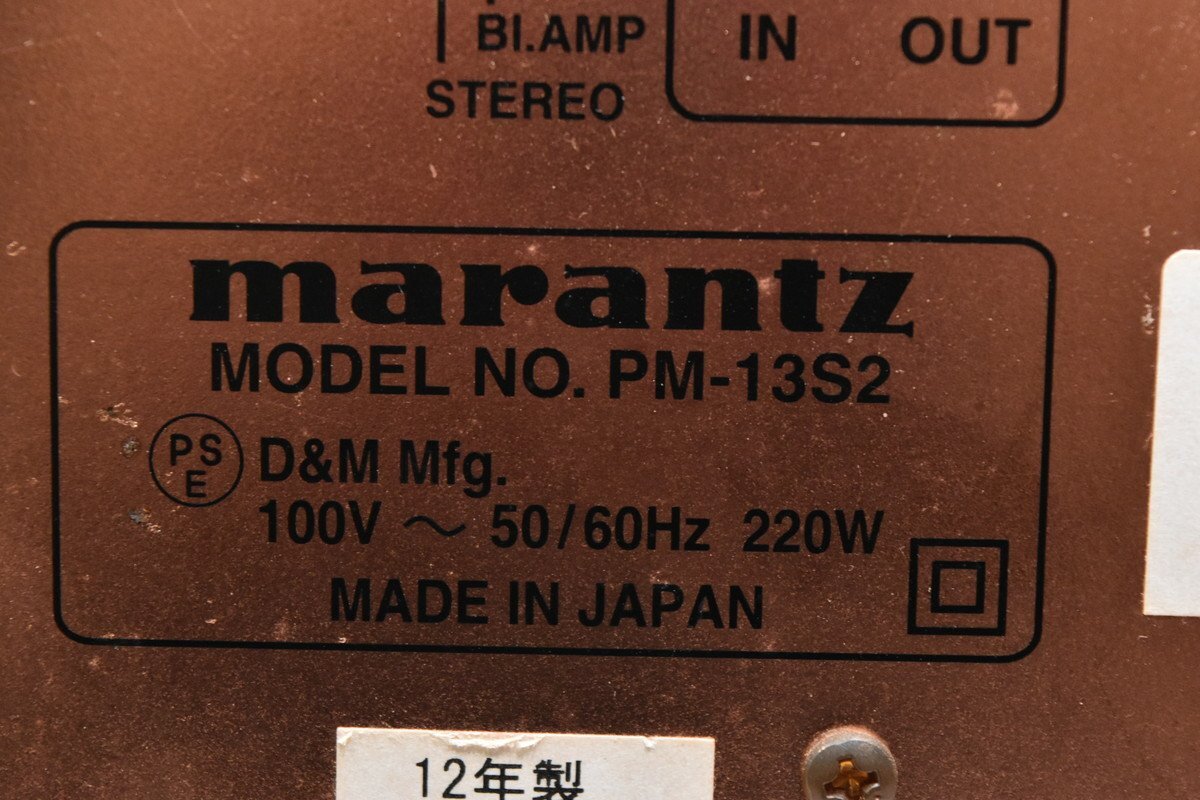 BI.AMP
STEREO
IN OUT
marantz
MODEL NO. PM-13S2
PSE D&M Mfg.
100V ～ 50/60Hz 220W
MADE IN JAPAN
12年製